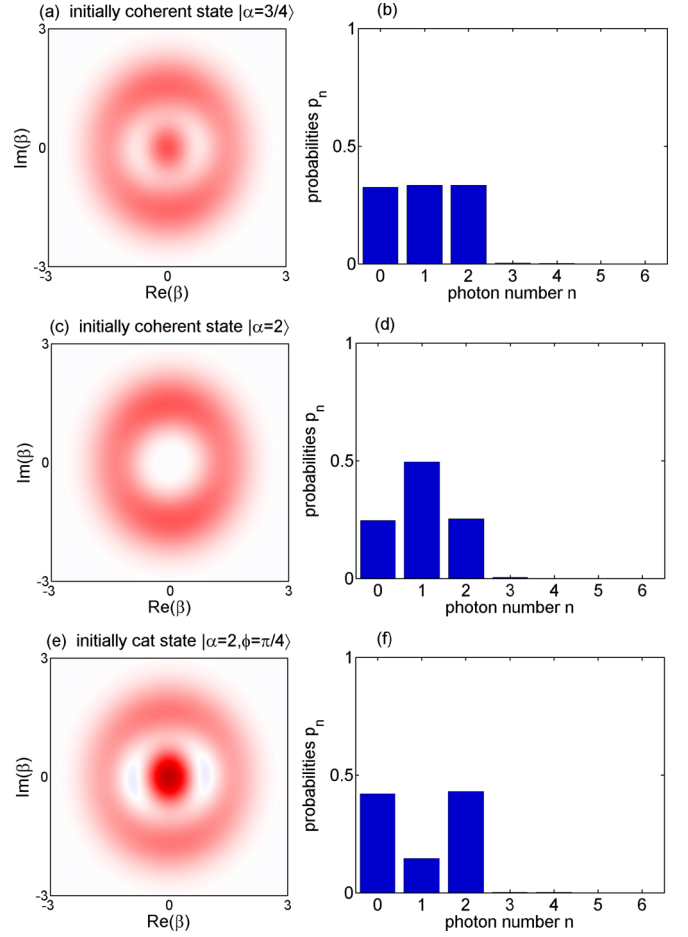 (a) initially coherent state |α=3/4⟩
3
0
-3
-3
0
3
Im(β)
Re(β)
(b)
1
0.5
0
0 1 2 3 4 5 6
probabilities pn
photon number n
(c) initially coherent state |α=2⟩
3
0
-3
-3
0
3
Im(β)
Re(β)
(d)
1
0.5
0
0 1 2 3 4 5 6
probabilities pn
photon number n
(e) initially cat state |α=2,ϕ=π/4⟩
3
0
-3
-3
0
3
Im(β)
Re(β)
(f)
1
0.5
0
0 1 2 3 4 5 6
probabilities pn
photon number n